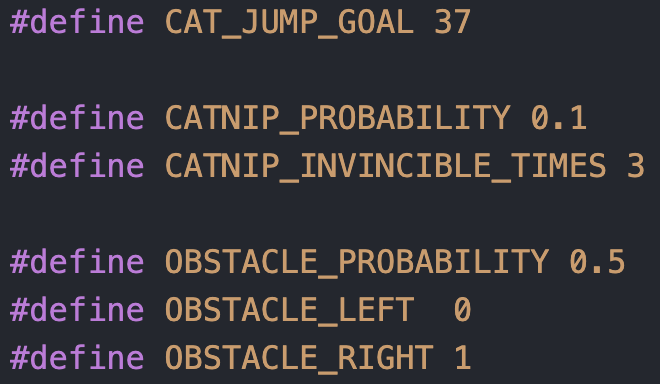 #define CAT_JUMP_GOAL 37
#define CATNIP_PROBABILITY 0.1
#define CATNIP_INVINCIBLE_TIMES 3
#define OBSTACLE_PROBABILITY 0.5
#define OBSTACLE_LEFT  0
#define OBSTACLE_RIGHT 1